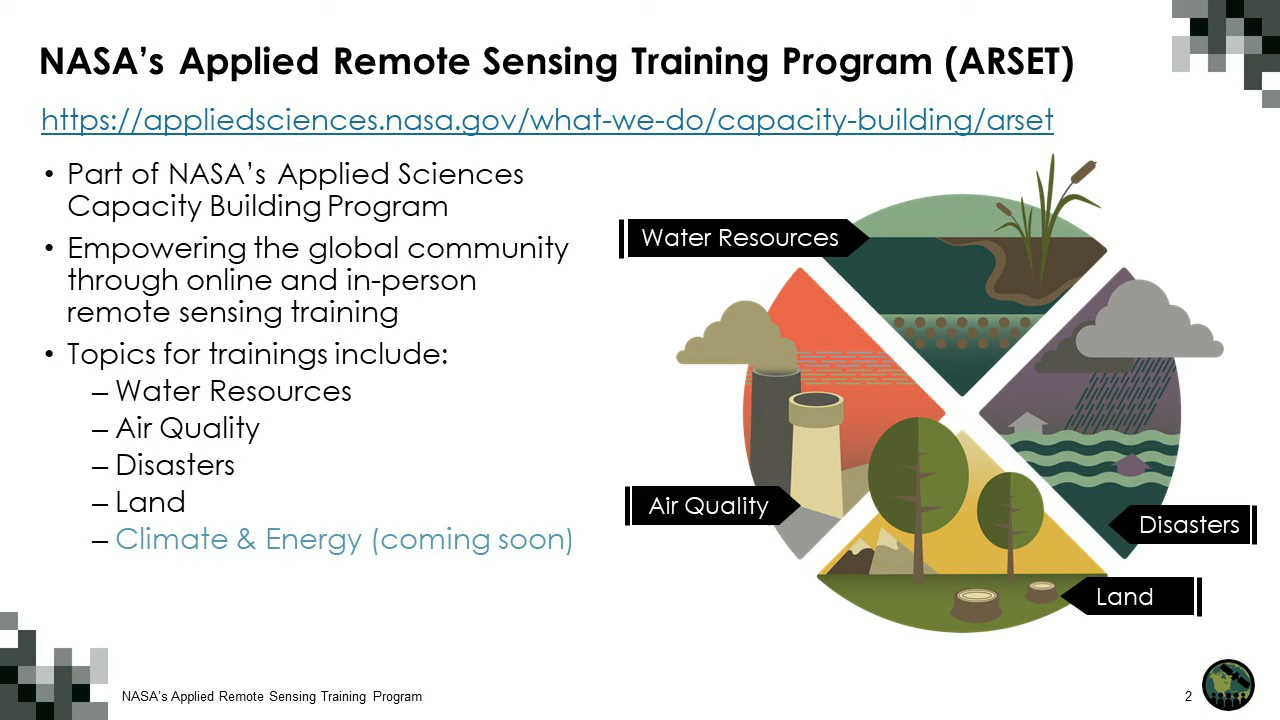 NASA’s Applied Remote Sensing Training Program (ARSET)
https://appliedsciences.nasa.gov/what-we-do/capacity-building/arset
• Part of NASA’s Applied Sciences
Capacity Building Program
• Empowering the global community
through online and in-person
remote sensing training
• Topics for trainings include:
– Water Resources
– Air Quality
– Disasters
– Land
– Climate & Energy (coming soon)
Water Resources
Air Quality
Disasters
Land
NASA’s Applied Remote Sensing Training Program
2